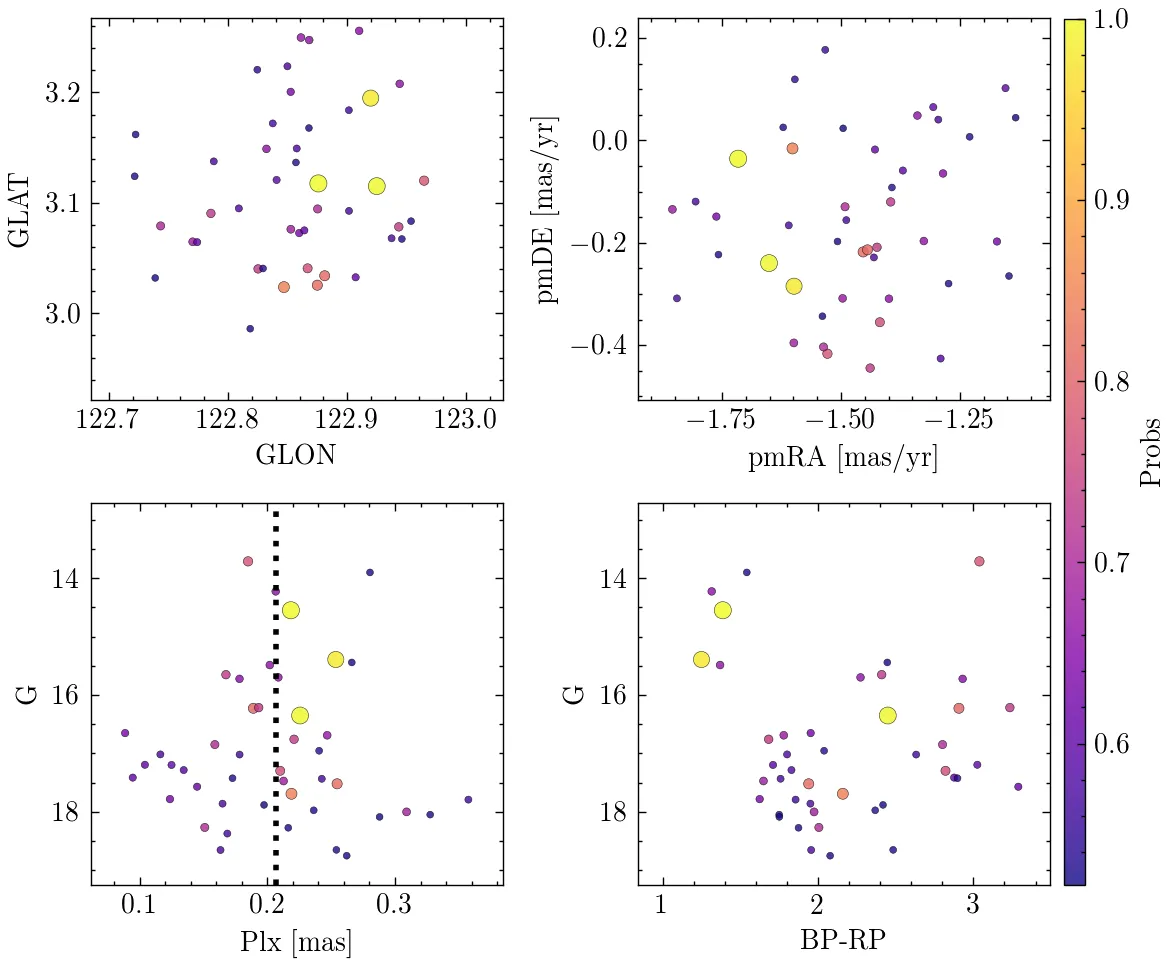 3.2
3.1
3.0
GLAT
122.7 122.8 122.9 123.0
GLON
0.2
0.0
−0.2
−0.4
pmDE [mas/yr]
−1.75 −1.50 −1.25
pmRA [mas/yr]
14
16
18
G
0.1 0.2 0.3
Plx [mas]
14
16
18
G
1 2 3
BP-RP
1.0
0.9
0.8
0.7
0.6
Probs